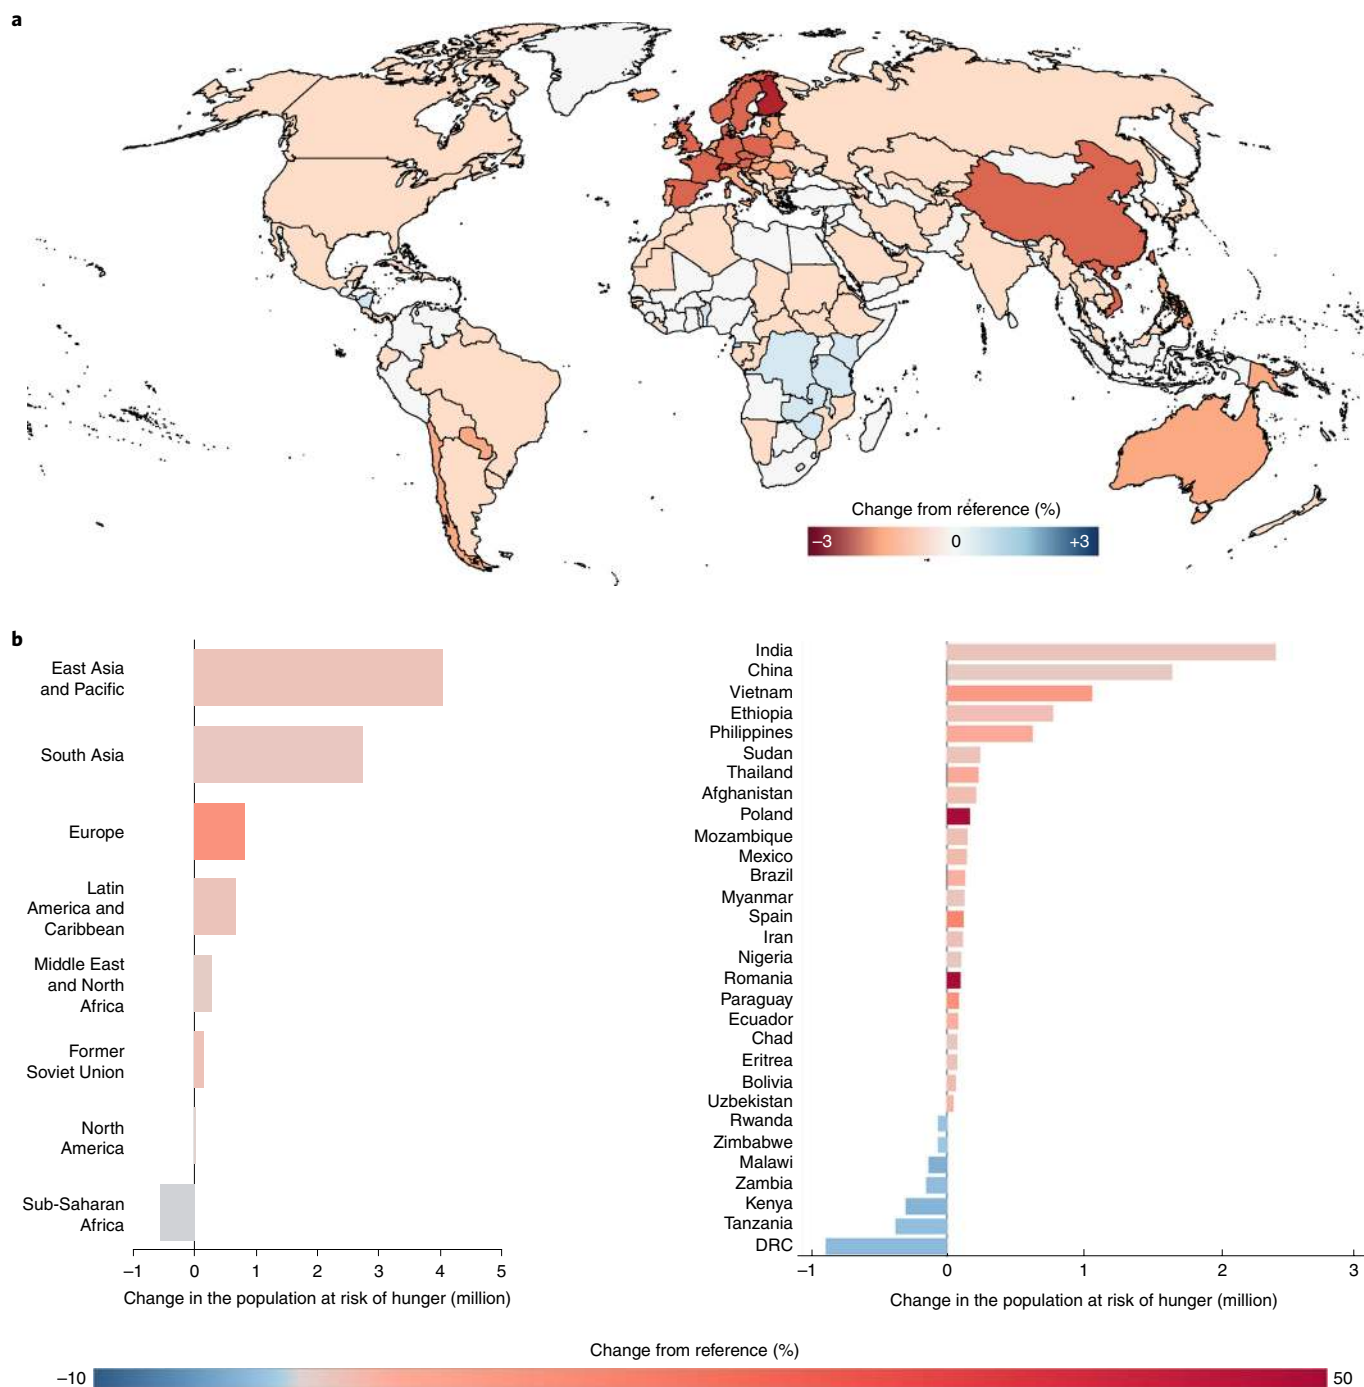 a
Change from reference (%)
–3
0
+3
b
East Asia
and Pacific
South Asia
Europe
Latin
America and
Caribbean
Middle East
and North
Africa
Former
Soviet Union
North
America
Sub-Saharan
Africa
–1
0
1
2
3
4
5
Change in the population at risk of hunger (million)
India
China
Vietnam
Ethiopia
Philippines
Sudan
Thailand
Afghanistan
Poland
Mozambique
Mexico
Brazil
Myanmar
Spain
Iran
Nigeria
Romania
Paraguay
Ecuador
Chad
Eritrea
Bolivia
Uzbekistan
Rwanda
Zimbabwe
Malawi
Zambia
Kenya
Tanzania
DRC
–1
0
1
2
3
Change in the population at risk of hunger (million)
Change from reference (%)
–10
50